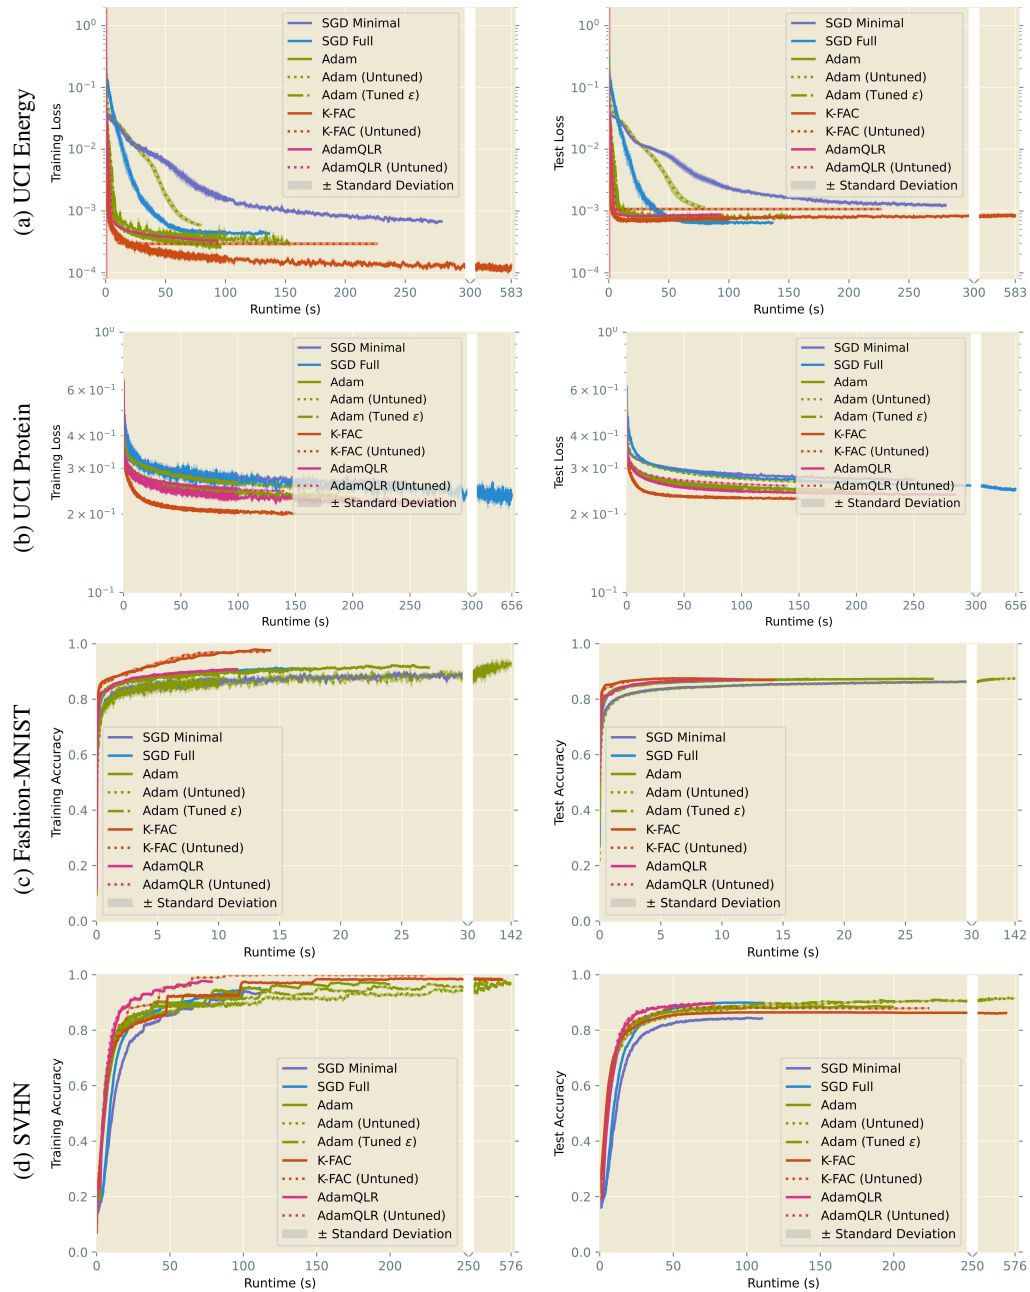 (a) UCI Energy
Training Loss
10⁰
10⁻¹
10⁻²
10⁻³
10⁻⁴
SGD Minimal
SGD Full
Adam
Adam (Untuned)
Adam (Tuned ε)
K-FAC
K-FAC (Untuned)
AdamQLR
AdamQLR (Untuned)
± Standard Deviation
0 50 100 150 200 250 300 583
Runtime (s)
Test Loss
10⁰
10⁻¹
10⁻²
10⁻³
10⁻⁴
SGD Minimal
SGD Full
Adam
Adam (Untuned)
Adam (Tuned ε)
K-FAC
K-FAC (Untuned)
AdamQLR
AdamQLR (Untuned)
± Standard Deviation
0 50 100 150 200 250 300 583
Runtime (s)
(b) UCI Protein
Training Loss
10⁰
6 × 10⁻¹
4 × 10⁻¹
3 × 10⁻¹
2 × 10⁻¹
10⁻¹
SGD Minimal
SGD Full
Adam
Adam (Untuned)
Adam (Tuned ε)
K-FAC
K-FAC (Untuned)
AdamQLR
AdamQLR (Untuned)
± Standard Deviation
0 50 100 150 200 250 300 656
Runtime (s)
Test Loss
10⁰
6 × 10⁻¹
4 × 10⁻¹
3 × 10⁻¹
2 × 10⁻¹
10⁻¹
SGD Minimal
SGD Full
Adam
Adam (Untuned)
Adam (Tuned ε)
K-FAC
K-FAC (Untuned)
AdamQLR
AdamQLR (Untuned)
± Standard Deviation
0 50 100 150 200 250 300 656
Runtime (s)
(c) Fashion-MNIST
Training Accuracy
1.0
0.8
0.6
0.4
0.2
0.0
SGD Minimal
SGD Full
Adam
Adam (Untuned)
Adam (Tuned ε)
K-FAC
K-FAC (Untuned)
AdamQLR
AdamQLR (Untuned)
± Standard Deviation
0 5 10 15 20 25 30 142
Runtime (s)
Test Accuracy
1.0
0.8
0.6
0.4
0.2
0.0
SGD Minimal
SGD Full
Adam
Adam (Untuned)
Adam (Tuned ε)
K-FAC
K-FAC (Untuned)
AdamQLR
AdamQLR (Untuned)
± Standard Deviation
0 5 10 15 20 25 30 142
Runtime (s)
(d) SVHN
Training Accuracy
1.0
0.8
0.6
0.4
0.2
0.0
SGD Minimal
SGD Full
Adam
Adam (Untuned)
Adam (Tuned ε)
K-FAC
K-FAC (Untuned)
AdamQLR
AdamQLR (Untuned)
± Standard Deviation
0 50 100 150 200 250 576
Runtime (s)
Test Accuracy
1.0
0.8
0.6
0.4
0.2
0.0
SGD Minimal
SGD Full
Adam
Adam (Untuned)
Adam (Tuned ε)
K-FAC
K-FAC (Untuned)
AdamQLR
AdamQLR (Untuned)
± Standard Deviation
0 50 100 150 200 250 576
Runtime (s)